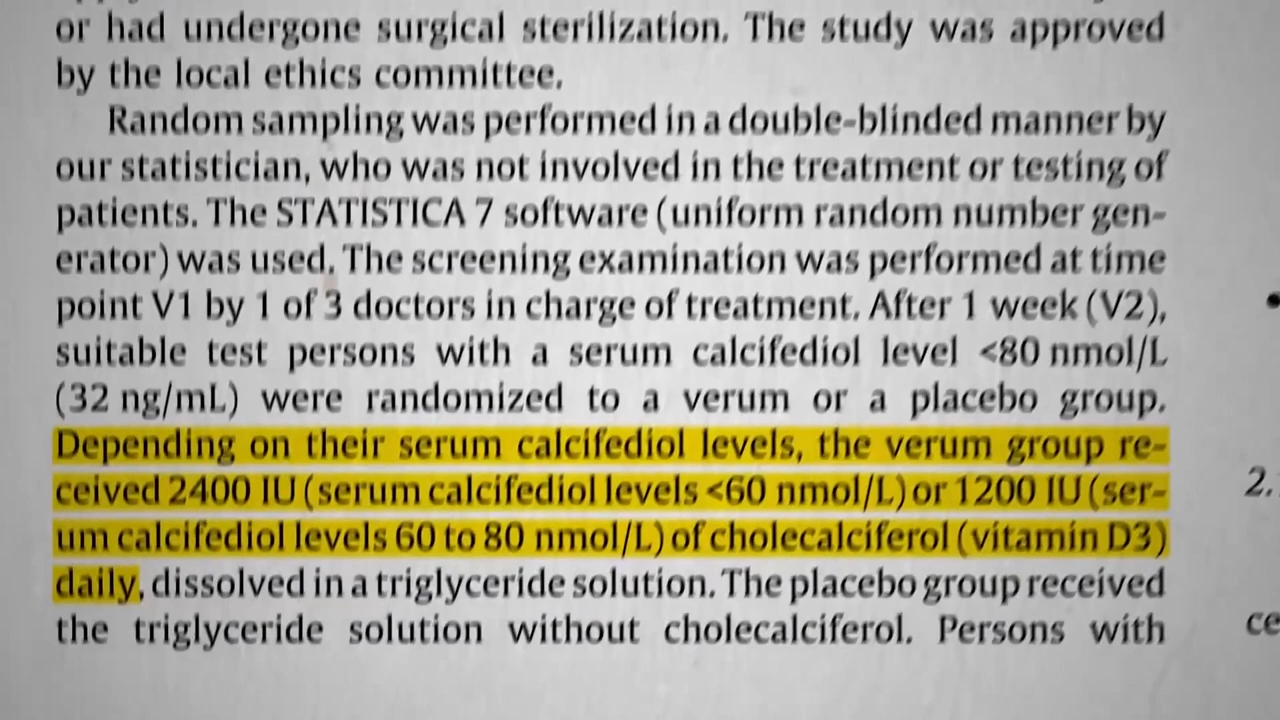 or had undergone surgical sterilization. The study was approved
by the local ethics committee.
Random sampling was performed in a double-blinded manner by
our statistician, who was not involved in the treatment or testing of
patients. The STATISTICA 7 software (uniform random number gen-
erator) was used. The screening examination was performed at time
point V1 by 1 of 3 doctors in charge of treatment. After 1 week (V2),
suitable test persons with a serum calcifediol level <80 nmol/L
(32 ng/mL) were randomized to a verum or a placebo group.
Depending on their serum calcifediol levels, the verum group re-
ceived 2400 IU (serum calcifediol levels <60 nmol/L) or 1200 IU (ser-
um calcifediol levels 60 to 80 nmol/L) of cholecalciferol (vitamin D3)
daily, dissolved in a triglyceride solution. The placebo group received
the triglyceride solution without cholecalciferol. Persons with
•
2.
ce